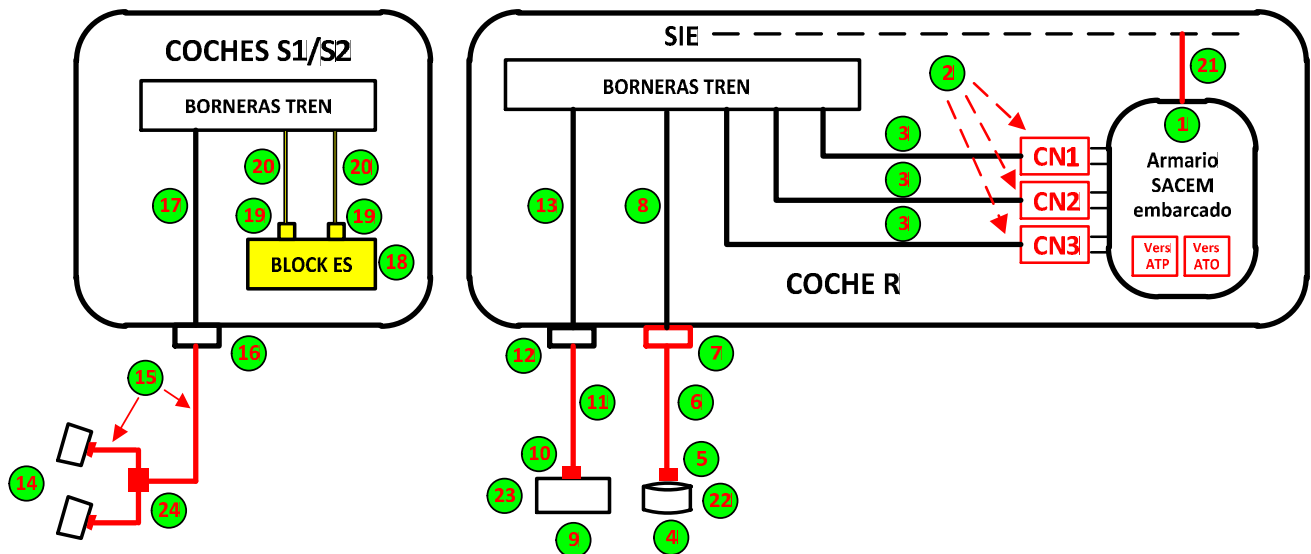 COCHES S1/S2
BORNERAS TREN
20
20
17
19
19
BLOCK ES
18
16
15
14
24
SIE
BORNERAS TREN
2
21
1
3
CN1
Armario
SACEM
embarcado
3
CN2
13
8
3
CN3
Vers
ATP
Vers
ATO
COCHE R
12
7
11
6
10
5
23
22
9
4